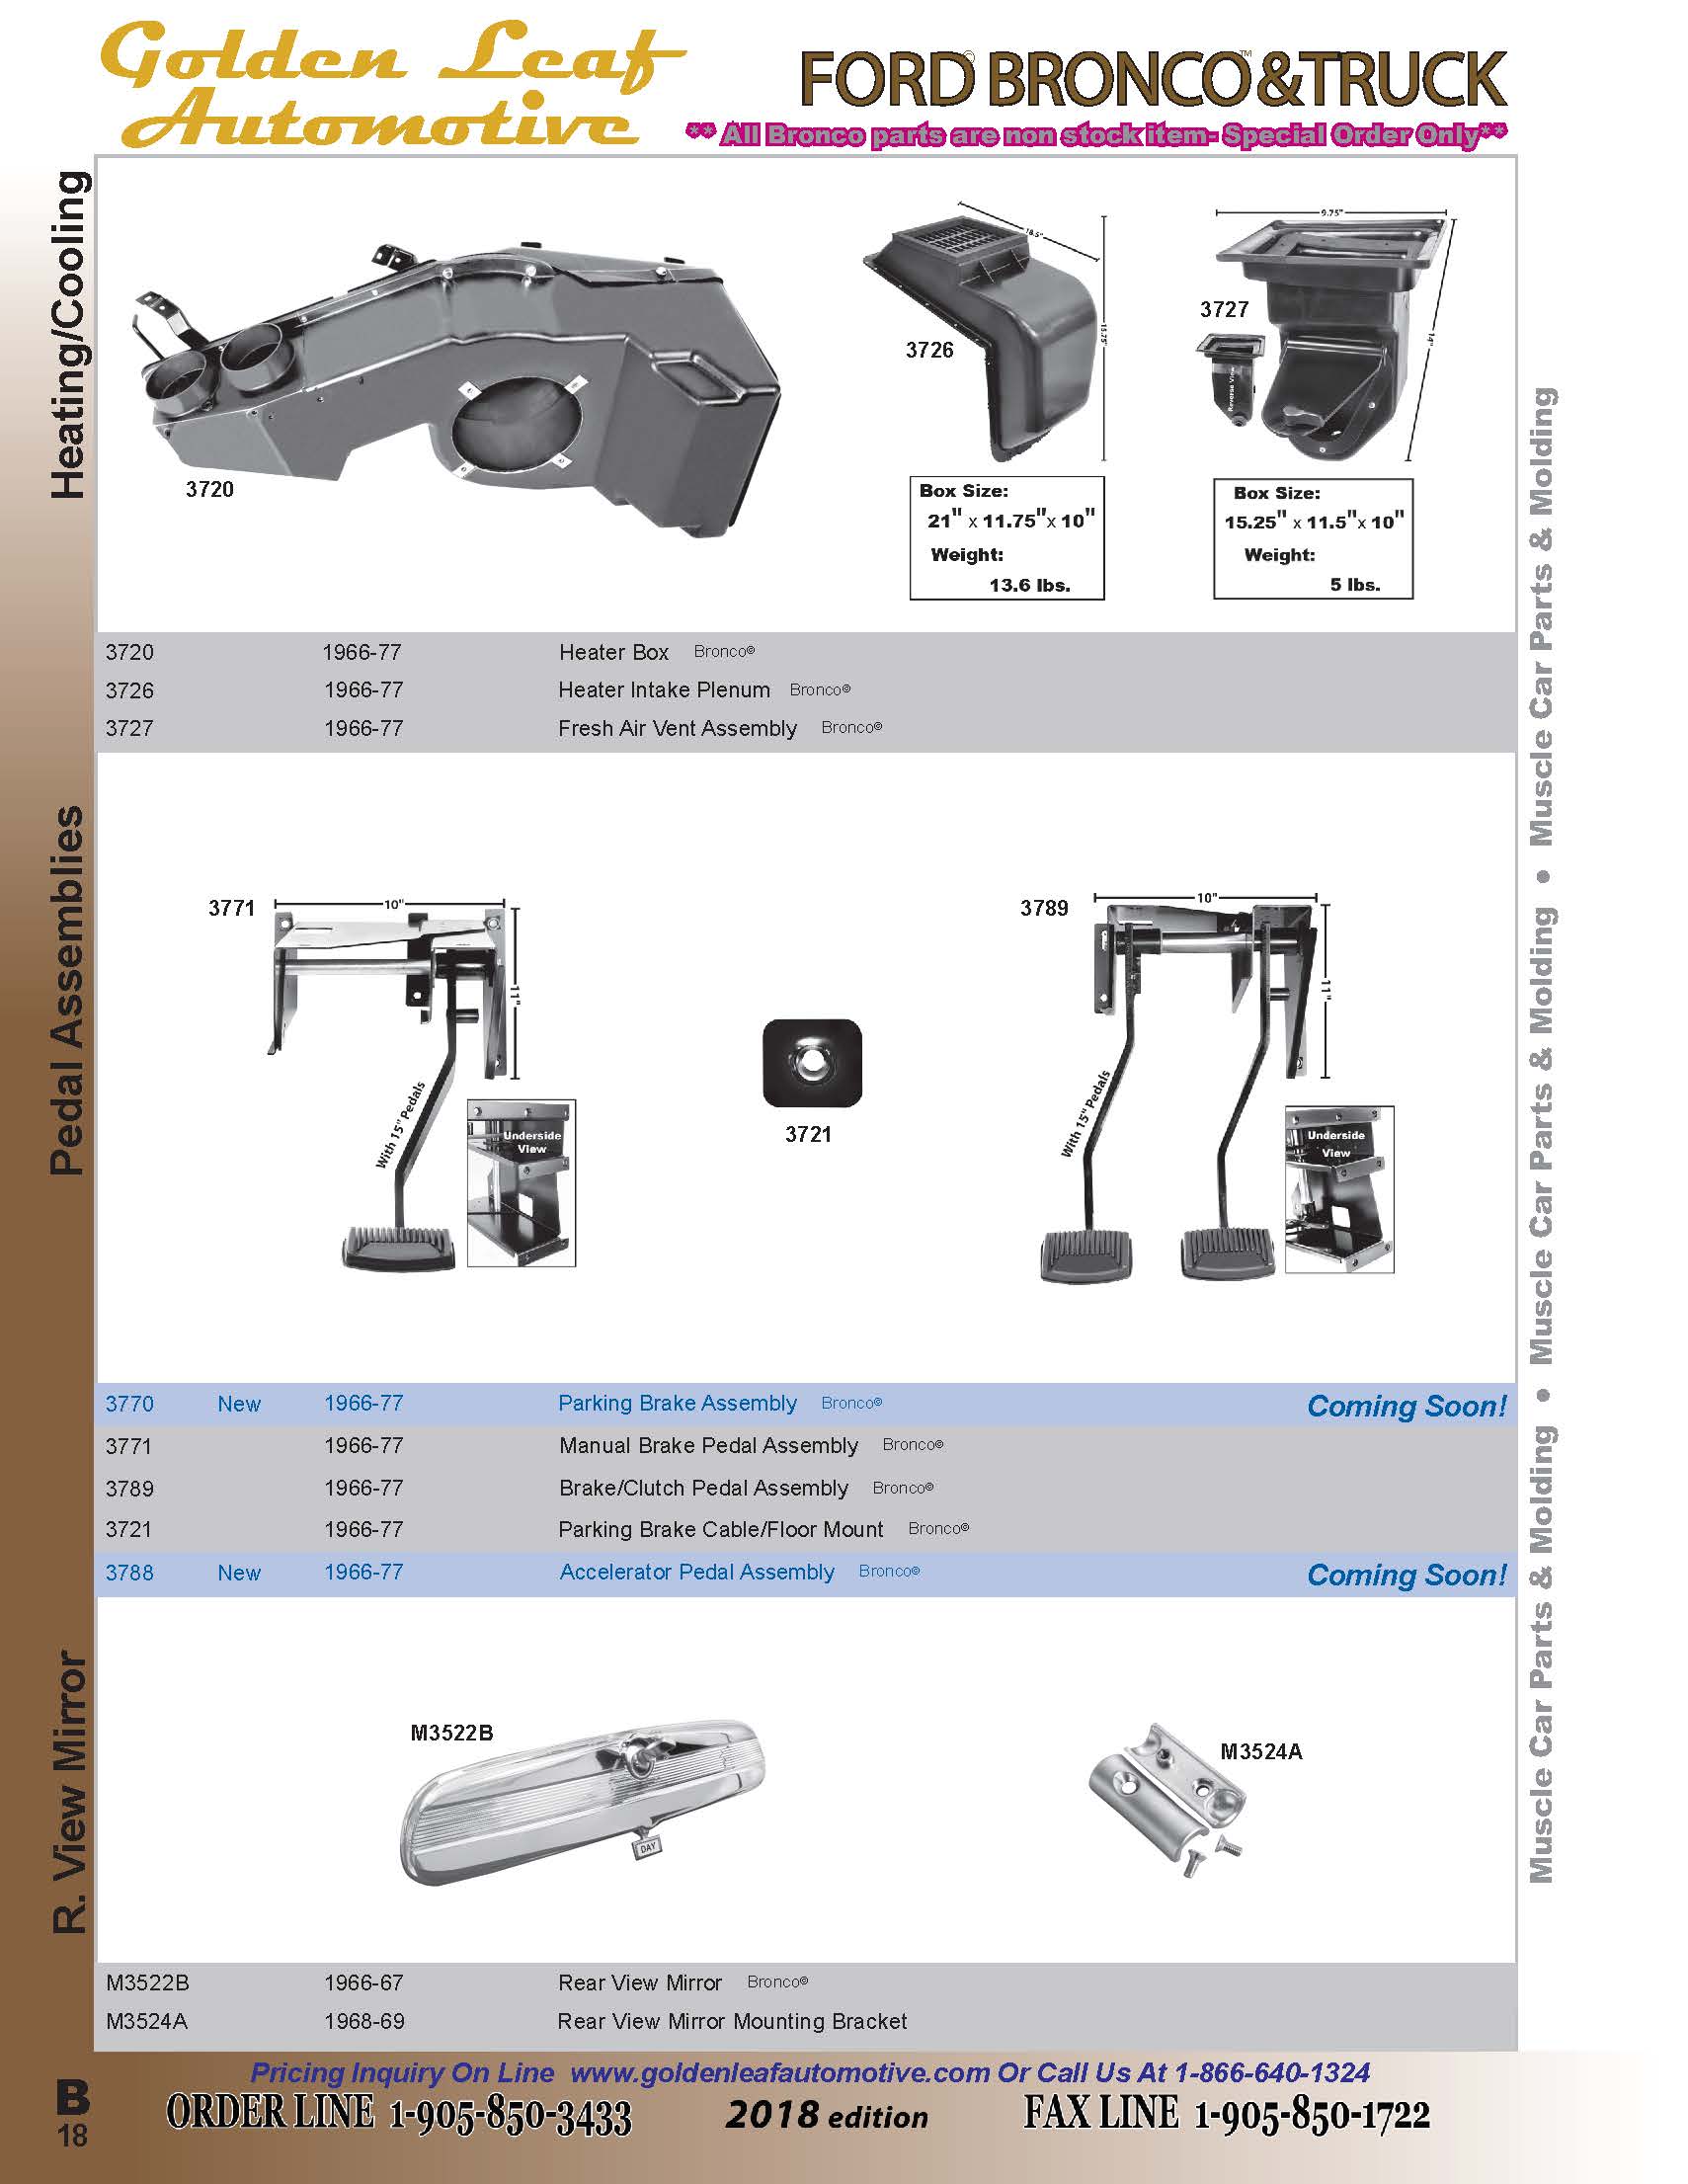 Golden Leaf
Automotive
FORD© BRONCO™&TRUCK
** All Bronco parts are non stock item- Special Order Only**
Heating/Cooling
18.5"
15.75"
9.75"
14"
3727
3726
Reverse View
3720
Box Size:
21" x 11.75"x 10"
Weight:
13.6 lbs.
Box Size:
15.25" x 11.5"x 10"
Weight:
5 lbs.
3720 1966-77 Heater Box Bronco©
3726 1966-77 Heater Intake Plenum Bronco©
3727 1966-77 Fresh Air Vent Assembly Bronco©
Pedal Assemblies
3771
10"
11"
With 15" Pedals
Underside
View
3721
3789
10"
11"
With 15" Pedals
Underside
View
3770 New 1966-77 Parking Brake Assembly Bronco© Coming Soon!
3771 1966-77 Manual Brake Pedal Assembly Bronco©
3789 1966-77 Brake/Clutch Pedal Assembly Bronco©
3721 1966-77 Parking Brake Cable/Floor Mount Bronco©
3788 New 1966-77 Accelerator Pedal Assembly Bronco© Coming Soon!
R. View Mirror
M3522B
DAY
M3524A
M3522B 1966-67 Rear View Mirror Bronco©
M3524A 1968-69 Rear View Mirror Mounting Bracket
Muscle Car Parts & Molding • Muscle Car Parts & Molding • Muscle Car Parts & Molding
Pricing Inquiry On Line www.goldenleafautomotive.com Or Call Us At 1-866-640-1324
B
18
ORDER LINE 1-905-850-3433 2018 edition FAX LINE 1-905-850-1722